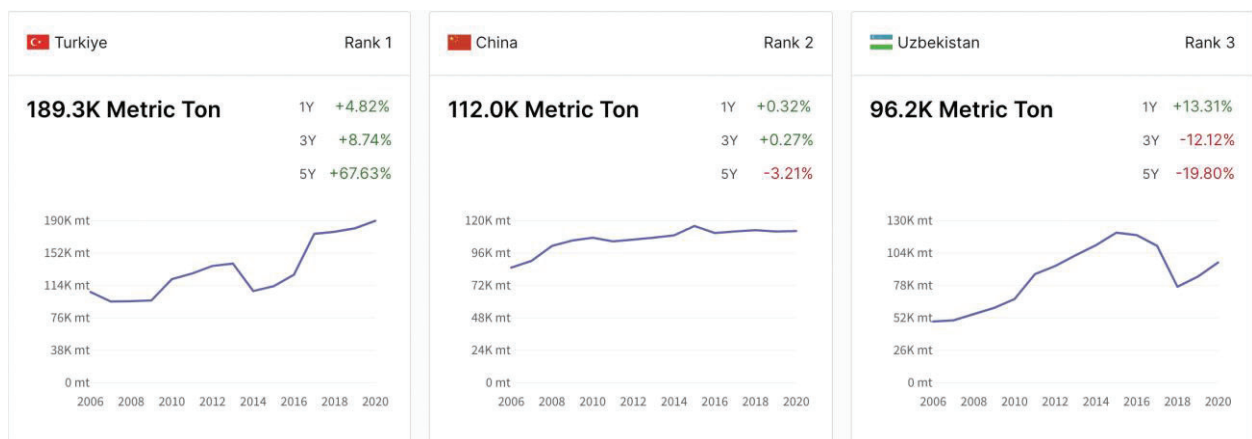 Turkiye Rank 1
189.3K Metric Ton
1Y +4.82%
3Y +8.74%
5Y +67.63%
190K mt
152K mt
114K mt
76K mt
38K mt
0 mt
2006 2008 2010 2012 2014 2016 2018 2020
China Rank 2
112.0K Metric Ton
1Y +0.32%
3Y +0.27%
5Y -3.21%
120K mt
96K mt
72K mt
48K mt
24K mt
0 mt
2006 2008 2010 2012 2014 2016 2018 2020
Uzbekistan Rank 3
96.2K Metric Ton
1Y +13.31%
3Y -12.12%
5Y -19.80%
130K mt
104K mt
78K mt
52K mt
26K mt
0 mt
2006 2008 2010 2012 2014 2016 2018 2020